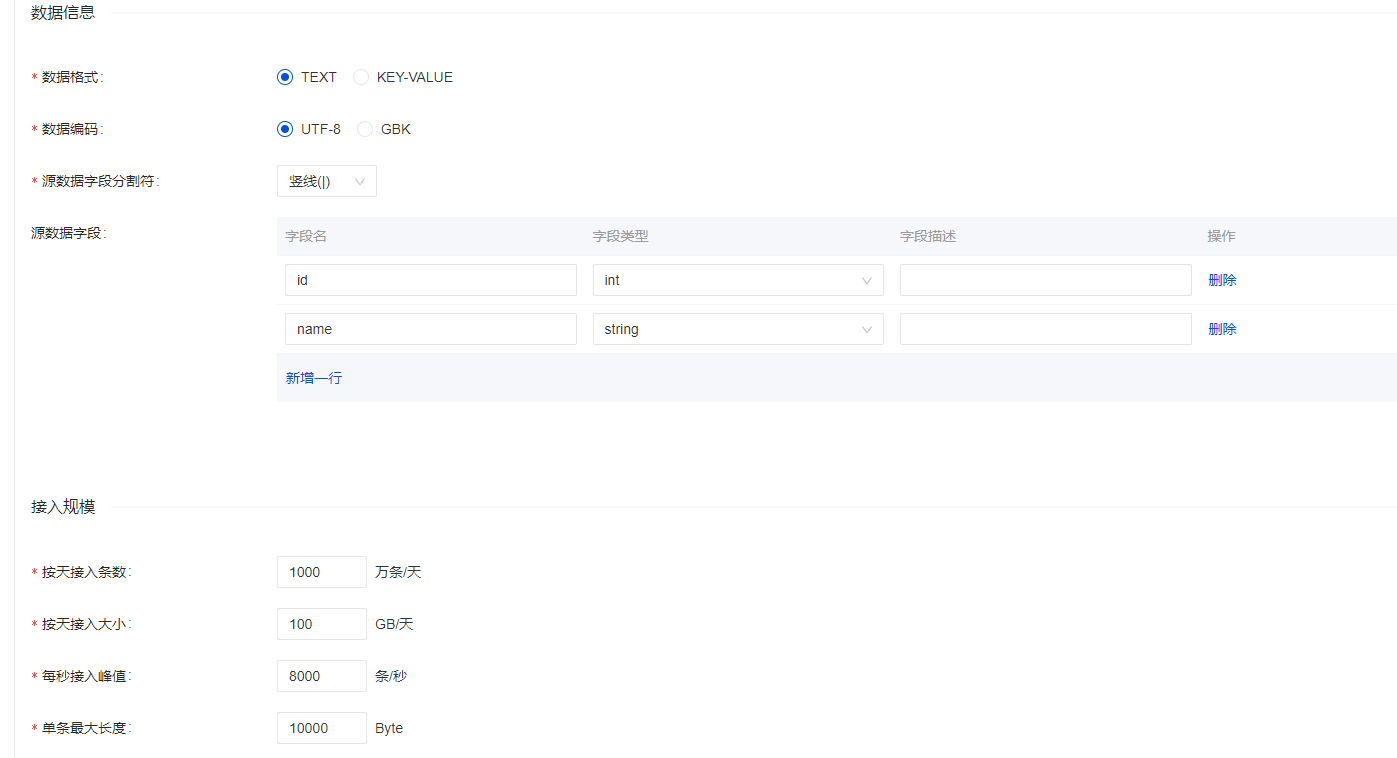 数据信息
* 数据格式: TEXT KEY-VALUE
* 数据编码: UTF-8 GBK
* 源数据字段分割符: 竖线(|)
源数据字段: 字段名 字段类型 字段描述 操作
id int 删除
name string 删除
新增一行
接入规模
* 按天接入条数: 1000 万条/天
* 按天接入大小: 100 GB/天
* 每秒接入峰值: 8000 条/秒
* 单条最大长度: 10000 Byte